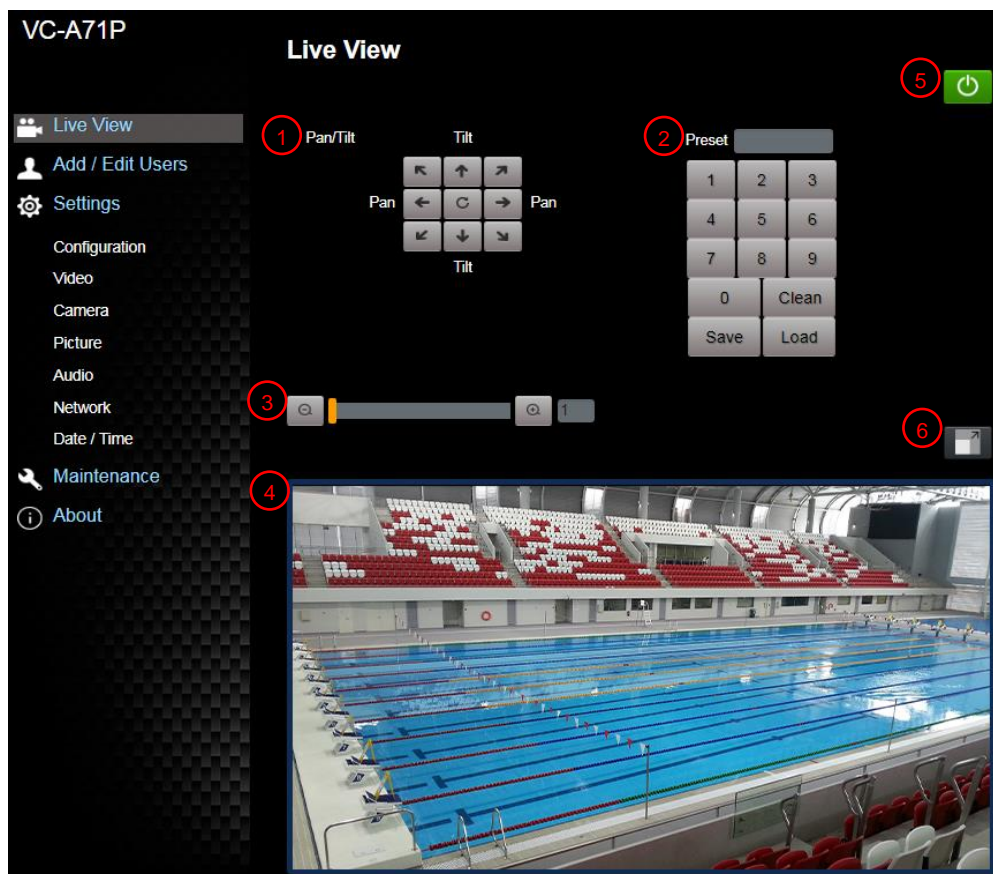 VC-A71P
Live View
5
Live View
Add / Edit Users
Settings
Configuration
Video
Camera
Picture
Audio
Network
Date / Time
Maintenance
About
1 Pan/Tilt
Tilt
Pan
Pan
Tilt
2 Preset
1 2 3
4 5 6
7 8 9
0 Clean
Save Load
3
1
6
4